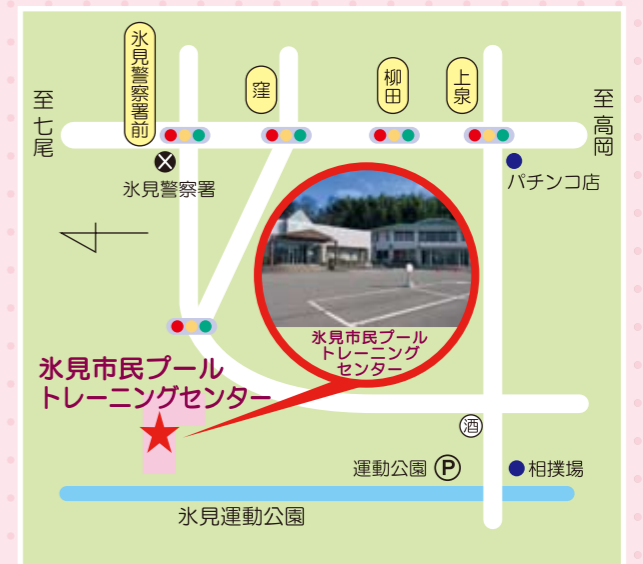 氷見警察署前
窪
柳田
上泉
至七尾
至高岡
氷見警察署
パチンコ店
氷見市民プール
トレーニング
センター
氷見市民プール
トレーニングセンター
酒
運動公園 P
相撲場
氷見運動公園